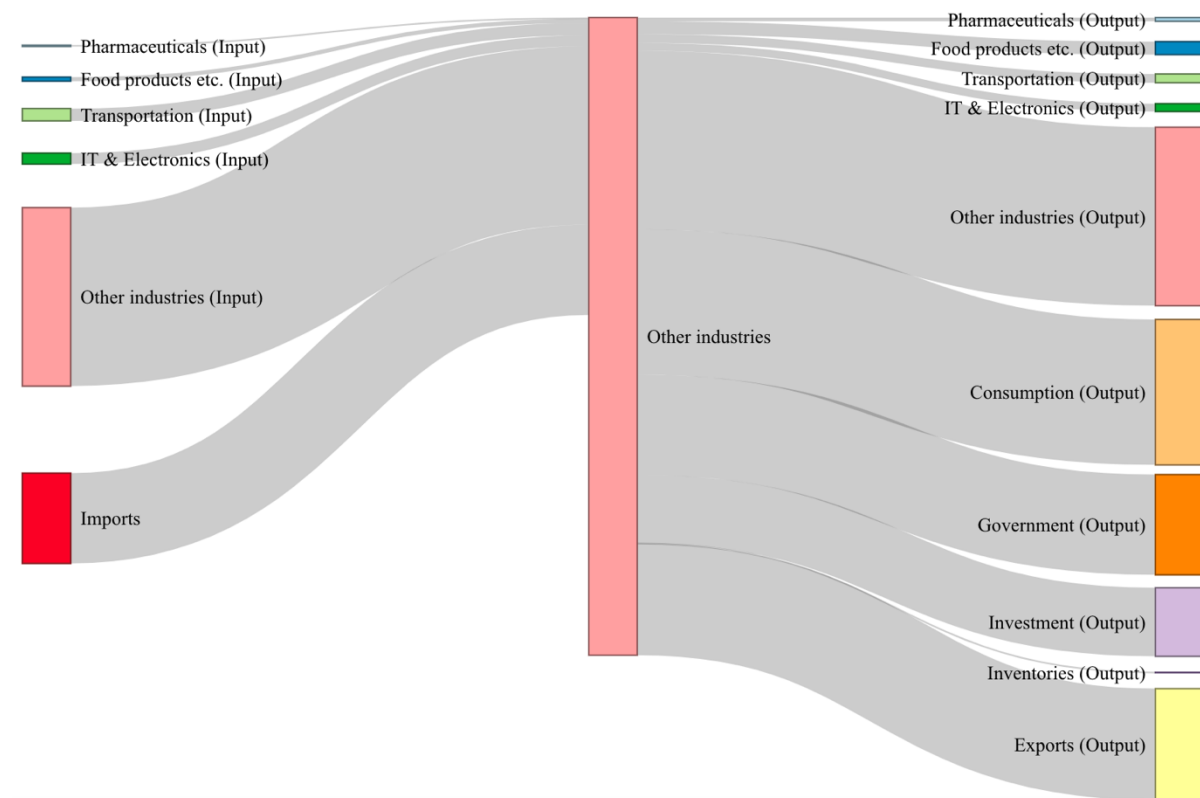 Pharmaceuticals (Input)
Food products etc. (Input)
Transportation (Input)
IT & Electronics (Input)
Other industries (Input)
Imports
Other industries
Pharmaceuticals (Output)
Food products etc. (Output)
Transportation (Output)
IT & Electronics (Output)
Other industries (Output)
Consumption (Output)
Government (Output)
Investment (Output)
Inventories (Output)
Exports (Output)